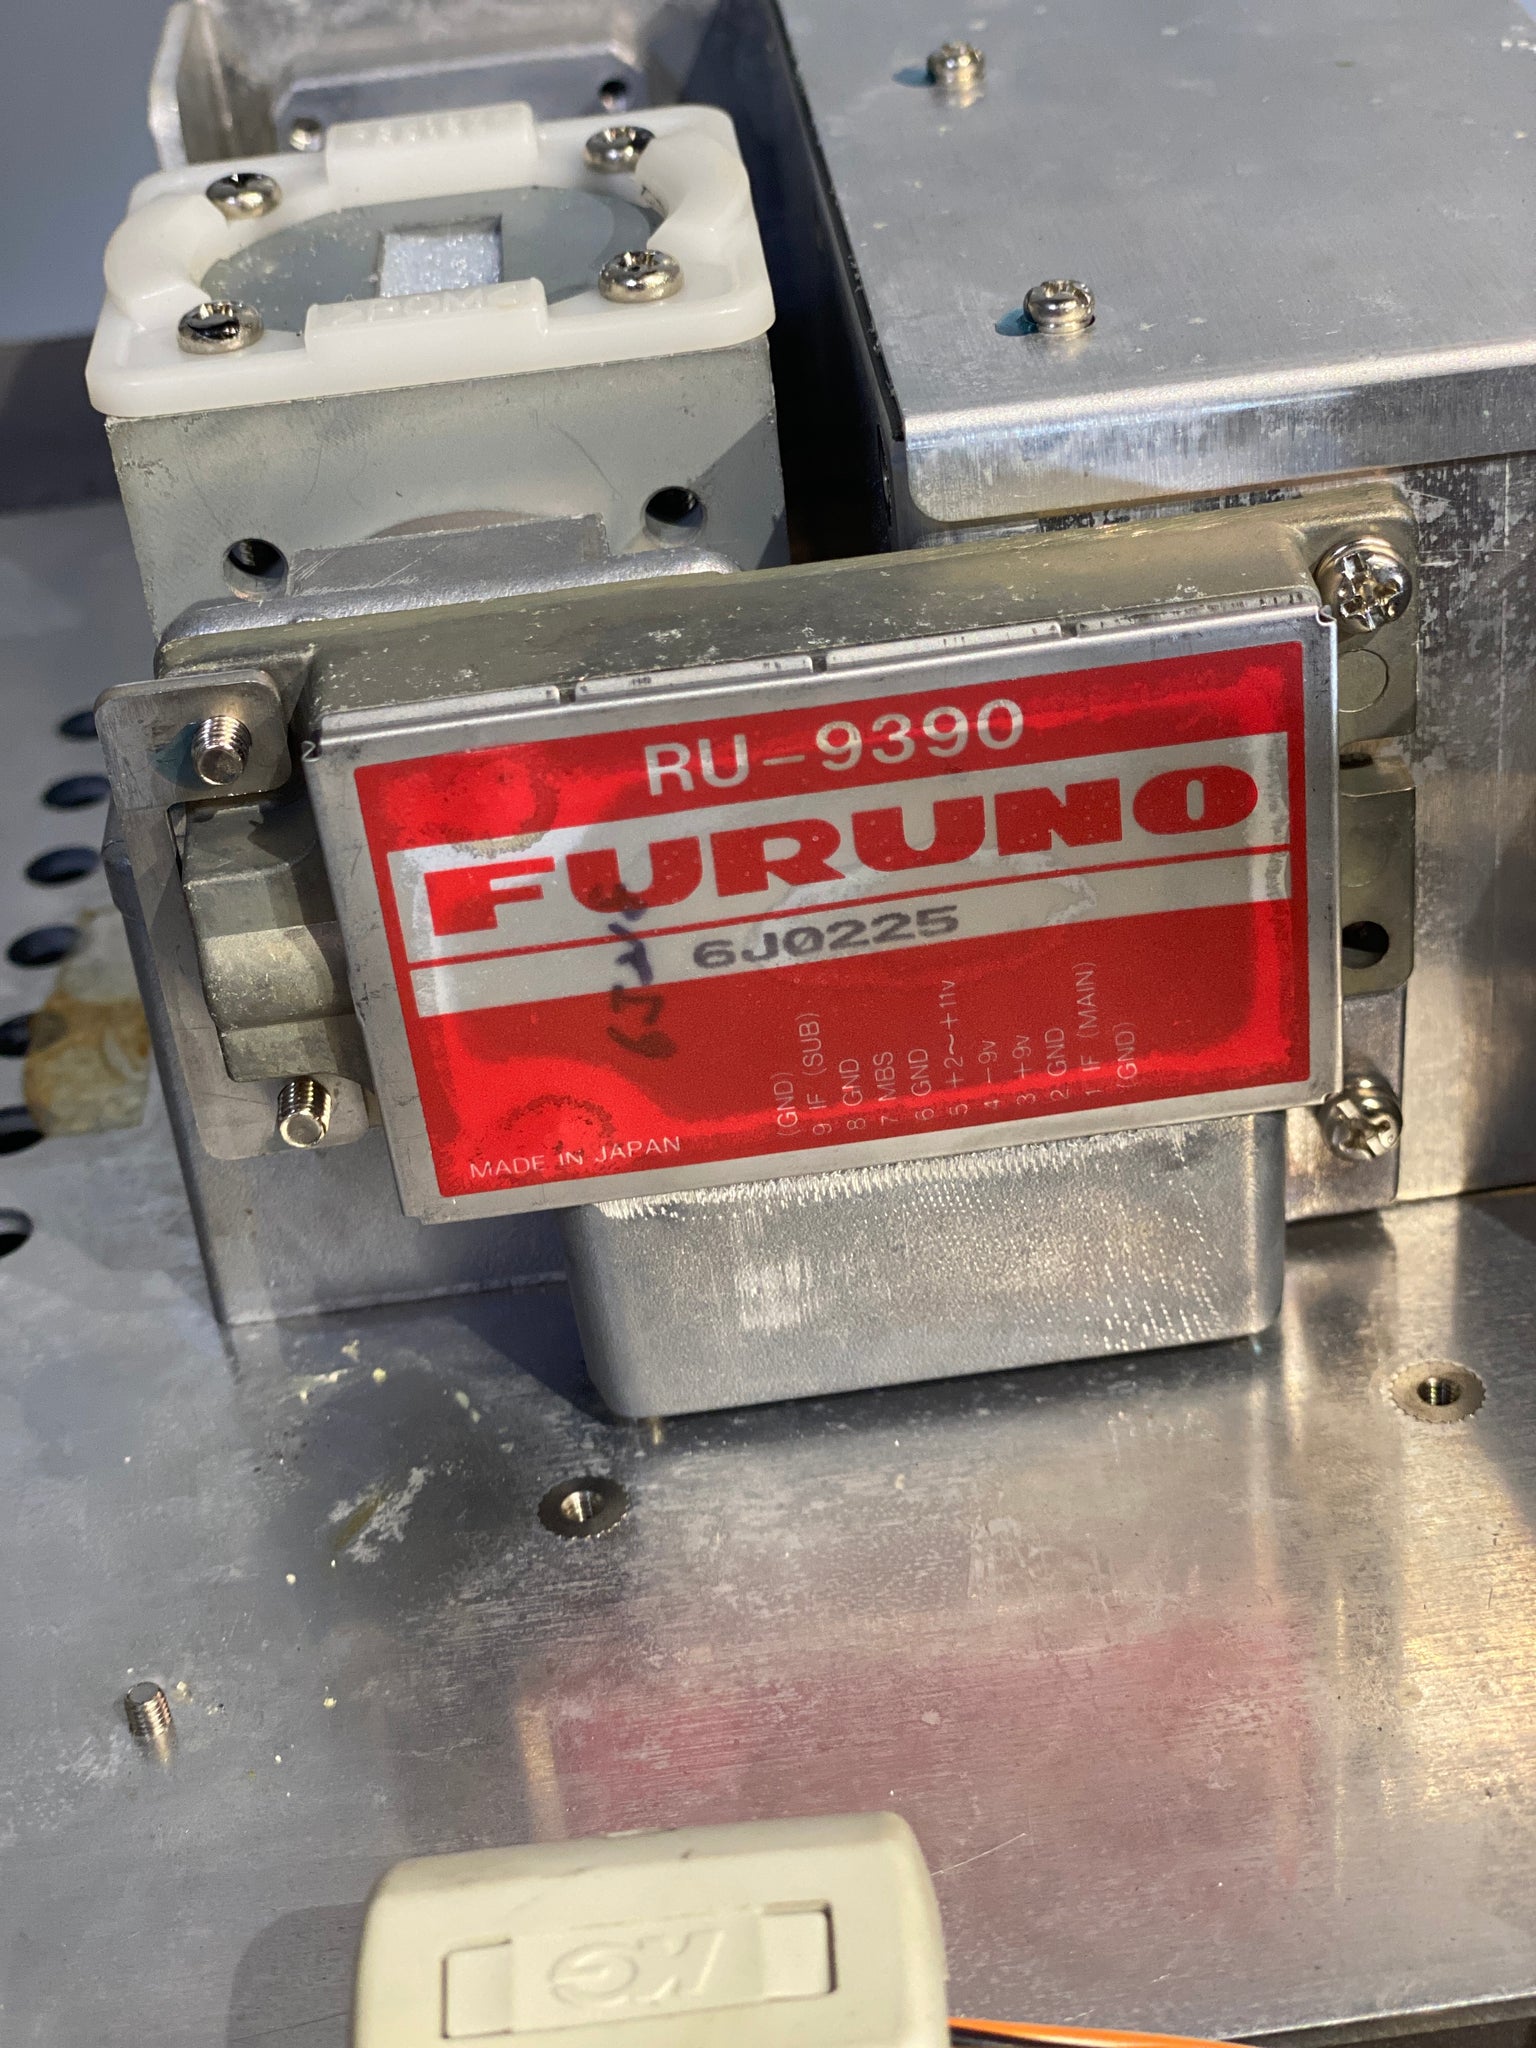 RU-9390
FURUNO
6J0225
(GND)
9 IF (SUB)
8 GND
7 MBS
6 GND
5 +2~+11V
4 -9V
3 +9V
2 GND
1 IF (MAIN)
(GND)
MADE IN JAPAN